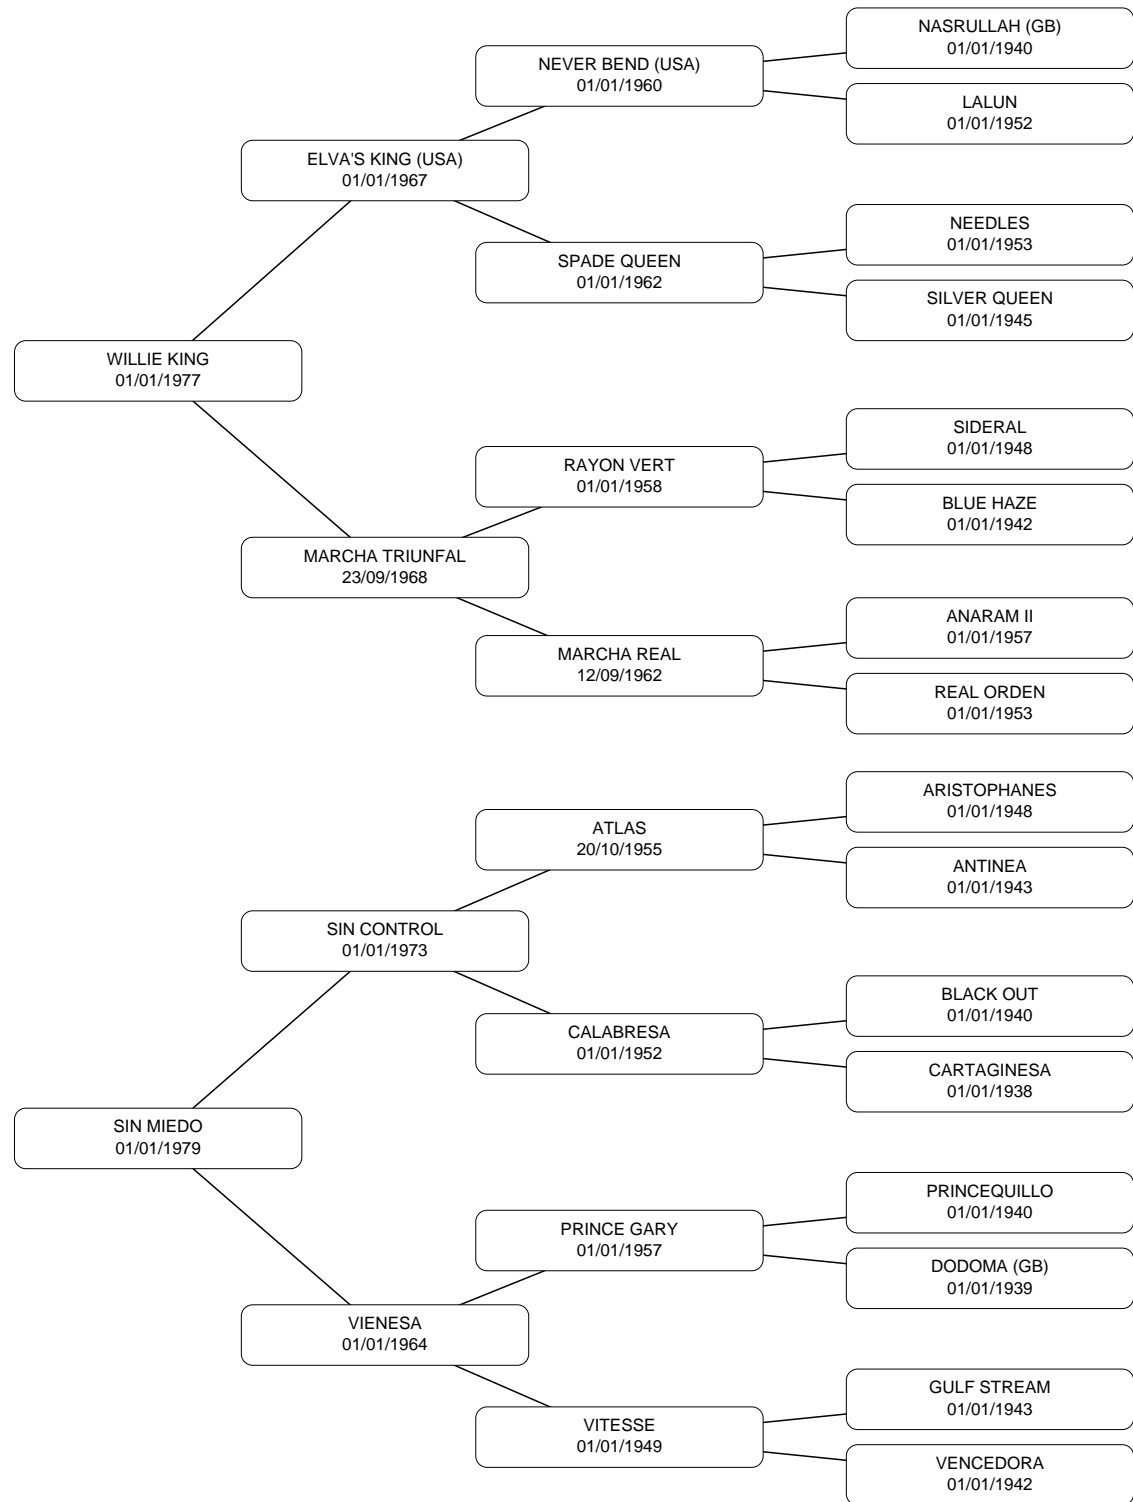 NASRULLAH (GB)
01/01/1940
NEVER BEND (USA)
01/01/1960
LALUN
01/01/1952
ELVA'S KING (USA)
01/01/1967
NEEDLES
01/01/1953
SPADE QUEEN
01/01/1962
SILVER QUEEN
01/01/1945
WILLIE KING
01/01/1977
SIDERAL
01/01/1948
RAYON VERT
01/01/1958
BLUE HAZE
01/01/1942
MARCHA TRIUNFAL
23/09/1968
ANARAM II
01/01/1957
MARCHA REAL
12/09/1962
REAL ORDEN
01/01/1953
ARISTOPHANES
01/01/1948
ATLAS
20/10/1955
ANTINEA
01/01/1943
SIN CONTROL
01/01/1973
BLACK OUT
01/01/1940
CALABRESA
01/01/1952
CARTAGINESA
01/01/1938
SIN MIEDO
01/01/1979
PRINCEQUILLO
01/01/1940
PRINCE GARY
01/01/1957
DODOMA (GB)
01/01/1939
VIENESA
01/01/1964
GULF STREAM
01/01/1943
VITESSE
01/01/1949
VENCEDORA
01/01/1942